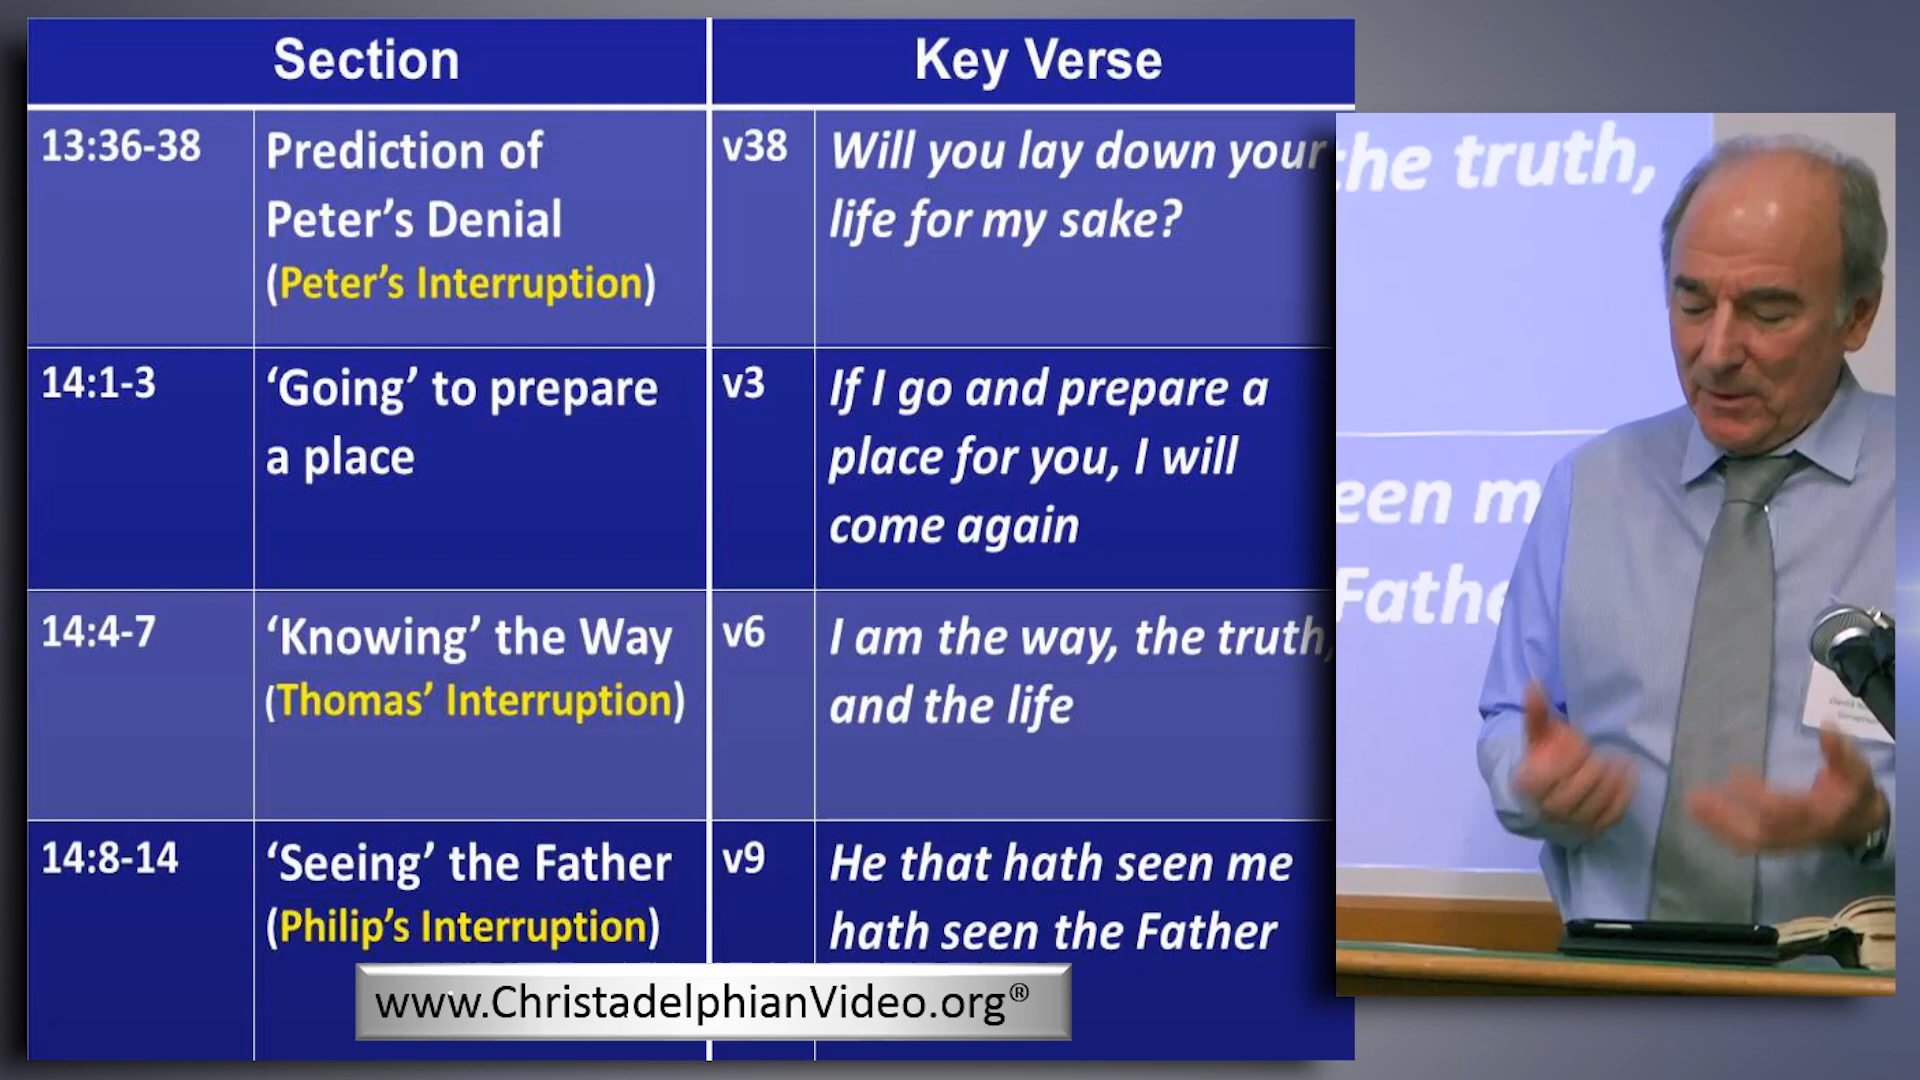 Section
Key Verse
13:36-38
Prediction of
Peter's Denial
(Peter's Interruption)
v38
Will you lay down your
life for my sake?
14:1-3
‘Going’ to prepare
a place
v3
If I go and prepare a
place for you, I will
come again
14:4-7
‘Knowing’ the Way
(Thomas’ Interruption)
v6
I am the way, the truth,
and the life
14:8-14
‘Seeing’ the Father
(Philip’s Interruption)
v9
He that hath seen me
hath seen the Father
www.ChristadelphianVideo.org®
the truth,
een m
Fathe
David